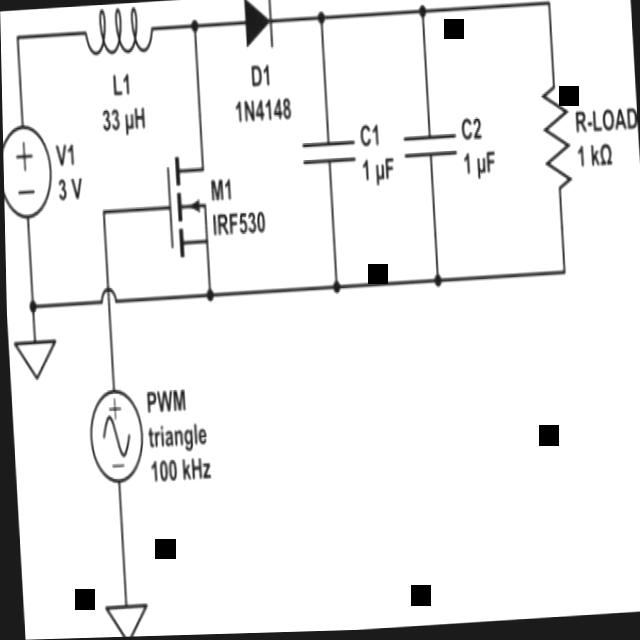 L1
33 µH
D1
1N4148
V1
3 V
M1
IRF530
C1
1 µF
C2
1 µF
R-LOAD
1 kΩ
PWM
triangle
100 kHz